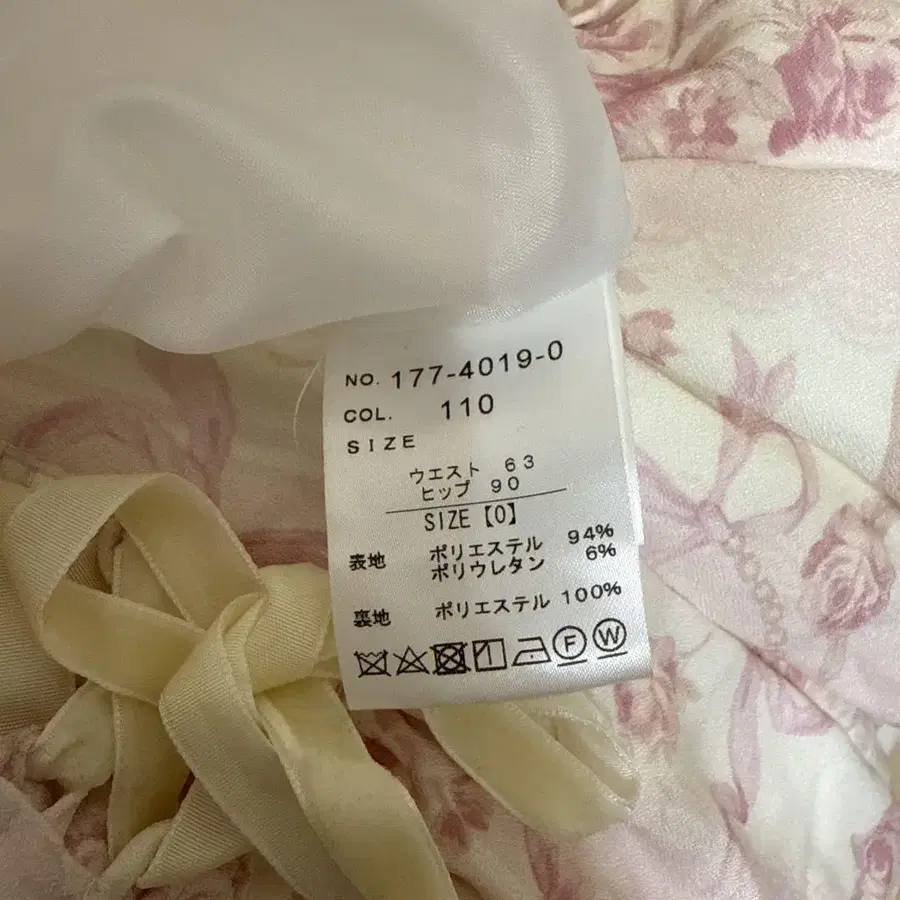 NO. 177-4019-0
COL. 110
SIZE
ウエスト 63
ヒップ 90
SIZE【0】
表地 ポリエステル 94%
ポリウレタン 6%
裏地 ポリエステル 100%
F W